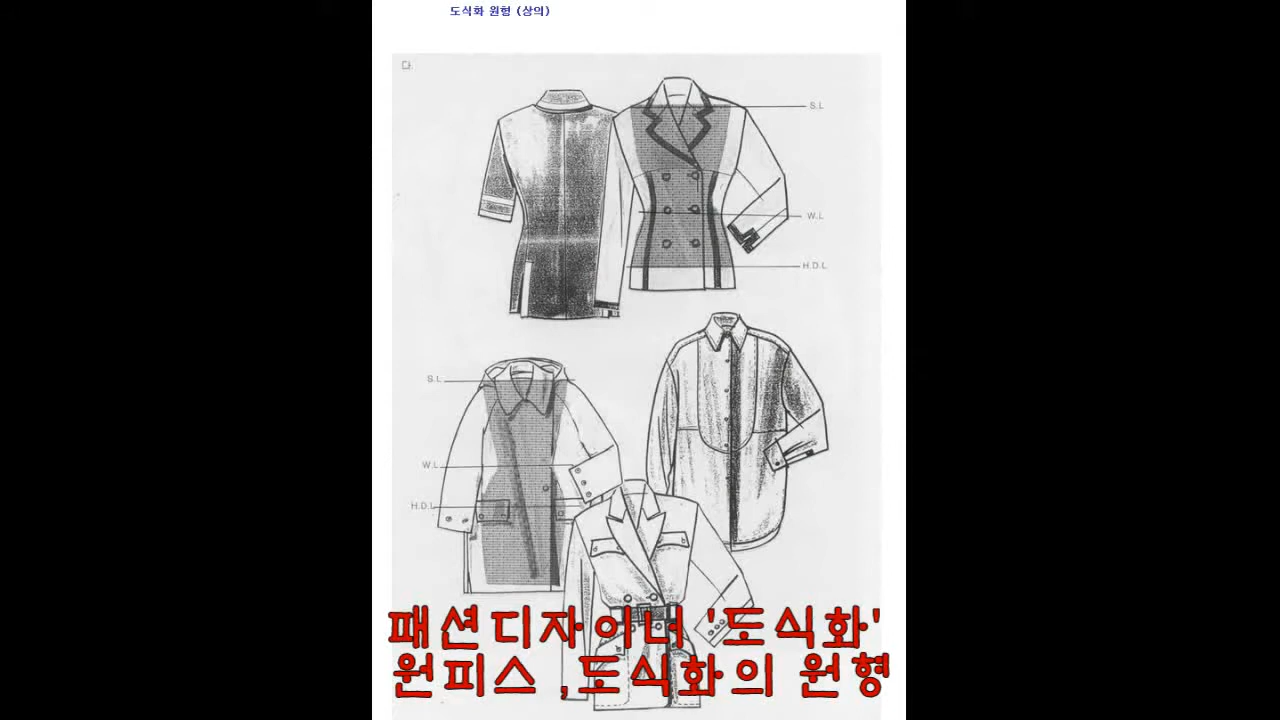 도식화 원형 (상의)
다.
S.L
W.L
H.D.L
S.L
W.L
H.D.L
패션디자이너 '도식화'
원피스 ,도식화의 원형